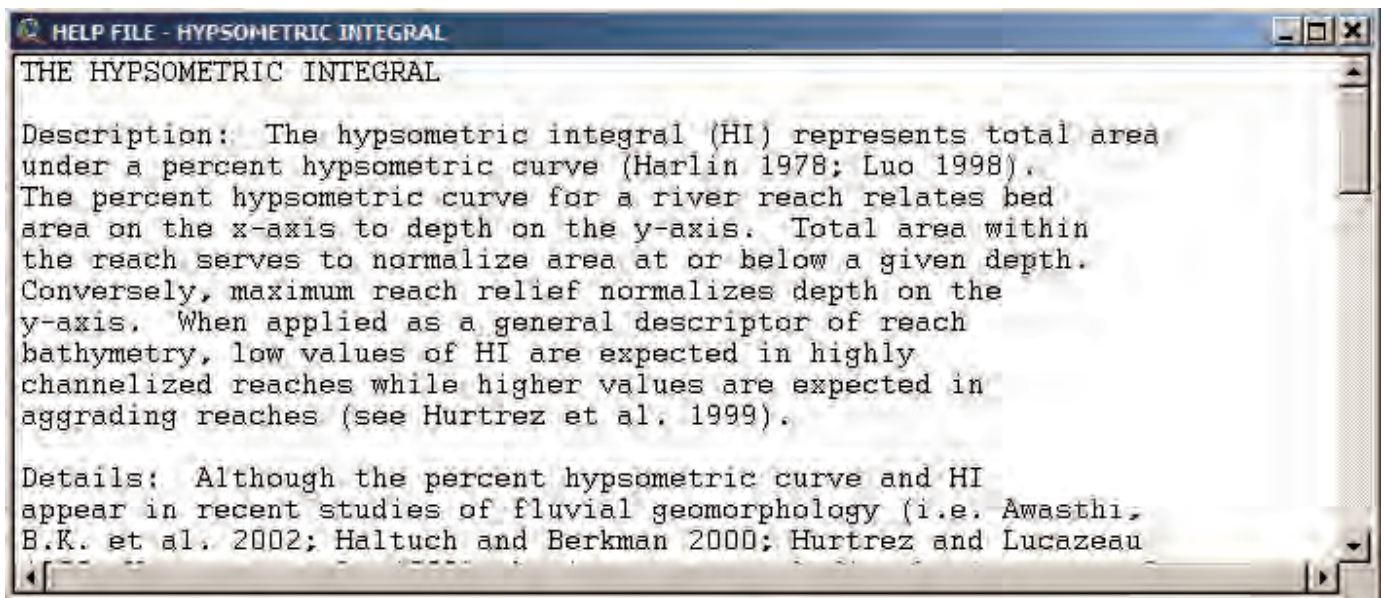 HELP FILE - HYPSOMETRIC INTEGRAL
THE HYPSOMETRIC INTEGRAL
Description:  The hypsometric integral (HI) represents total area
under a percent hypsometric curve (Harlin 1978; Luo 1998).
The percent hypsometric curve for a river reach relates bed
area on the x-axis to depth on the y-axis.  Total area within
the reach serves to normalize area at or below a given depth.
Conversely, maximum reach relief normalizes depth on the
y-axis.  When applied as a general descriptor of reach
bathymetry, low values of HI are expected in highly
channelized reaches while higher values are expected in
aggrading reaches (see Hurtrez et al. 1999).
Details:  Although the percent hypsometric curve and HI
appear in recent studies of fluvial geomorphology (i.e. Awasthi,
B.K. et al. 2002; Haltuch and Berkman 2000; Hurtrez and Lucazeau